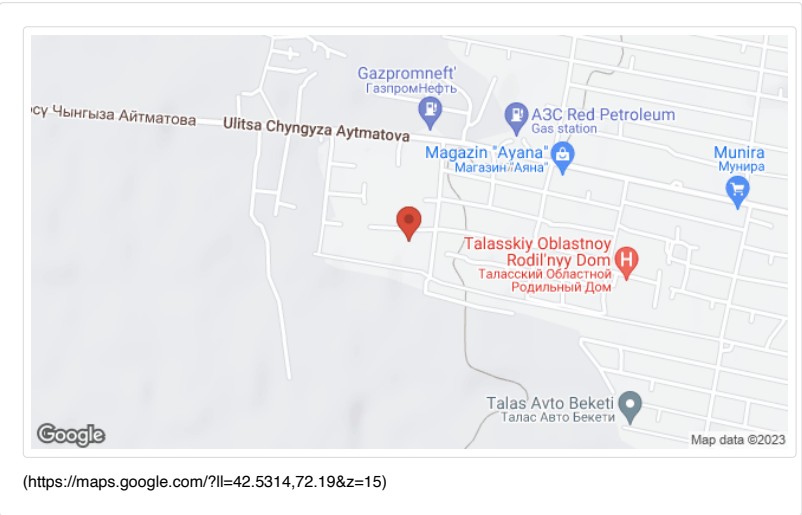 Gazpromneft'
ГазпромНефть
АЗС Red Petroleum
Gas station
осу Чынгыза Айтматова
Ulitsa Chyngyza Aytmatova
Magazin "Ayana"
Магазин "Аяна"
Munira
Мунира
Talasskiy Oblastnoy
Rodil'nyy Dom
Таласский Областной
Родильный Дом
H
Talas Avto Beketi
Талас Авто Бекети
Google
Map data ©2023
(https://maps.google.com/?ll=42.5314,72.19&z=15)